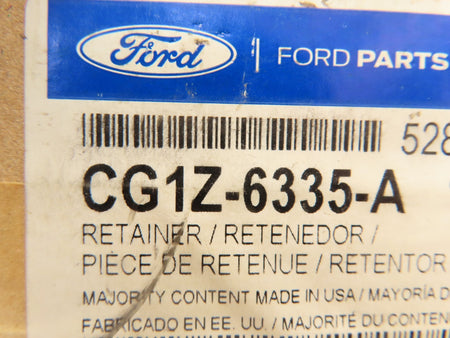 Ford | FORD PARTS
528
CG1Z-6335-A
RETAINER / RETENEDOR /
PIÈCE DE RETENUE / RETENTOR
MAJORITY CONTENT MADE IN USA / MAYORÍA D
FABRICADO EN EE. UU. / MAJORITÉ DU CONTEN